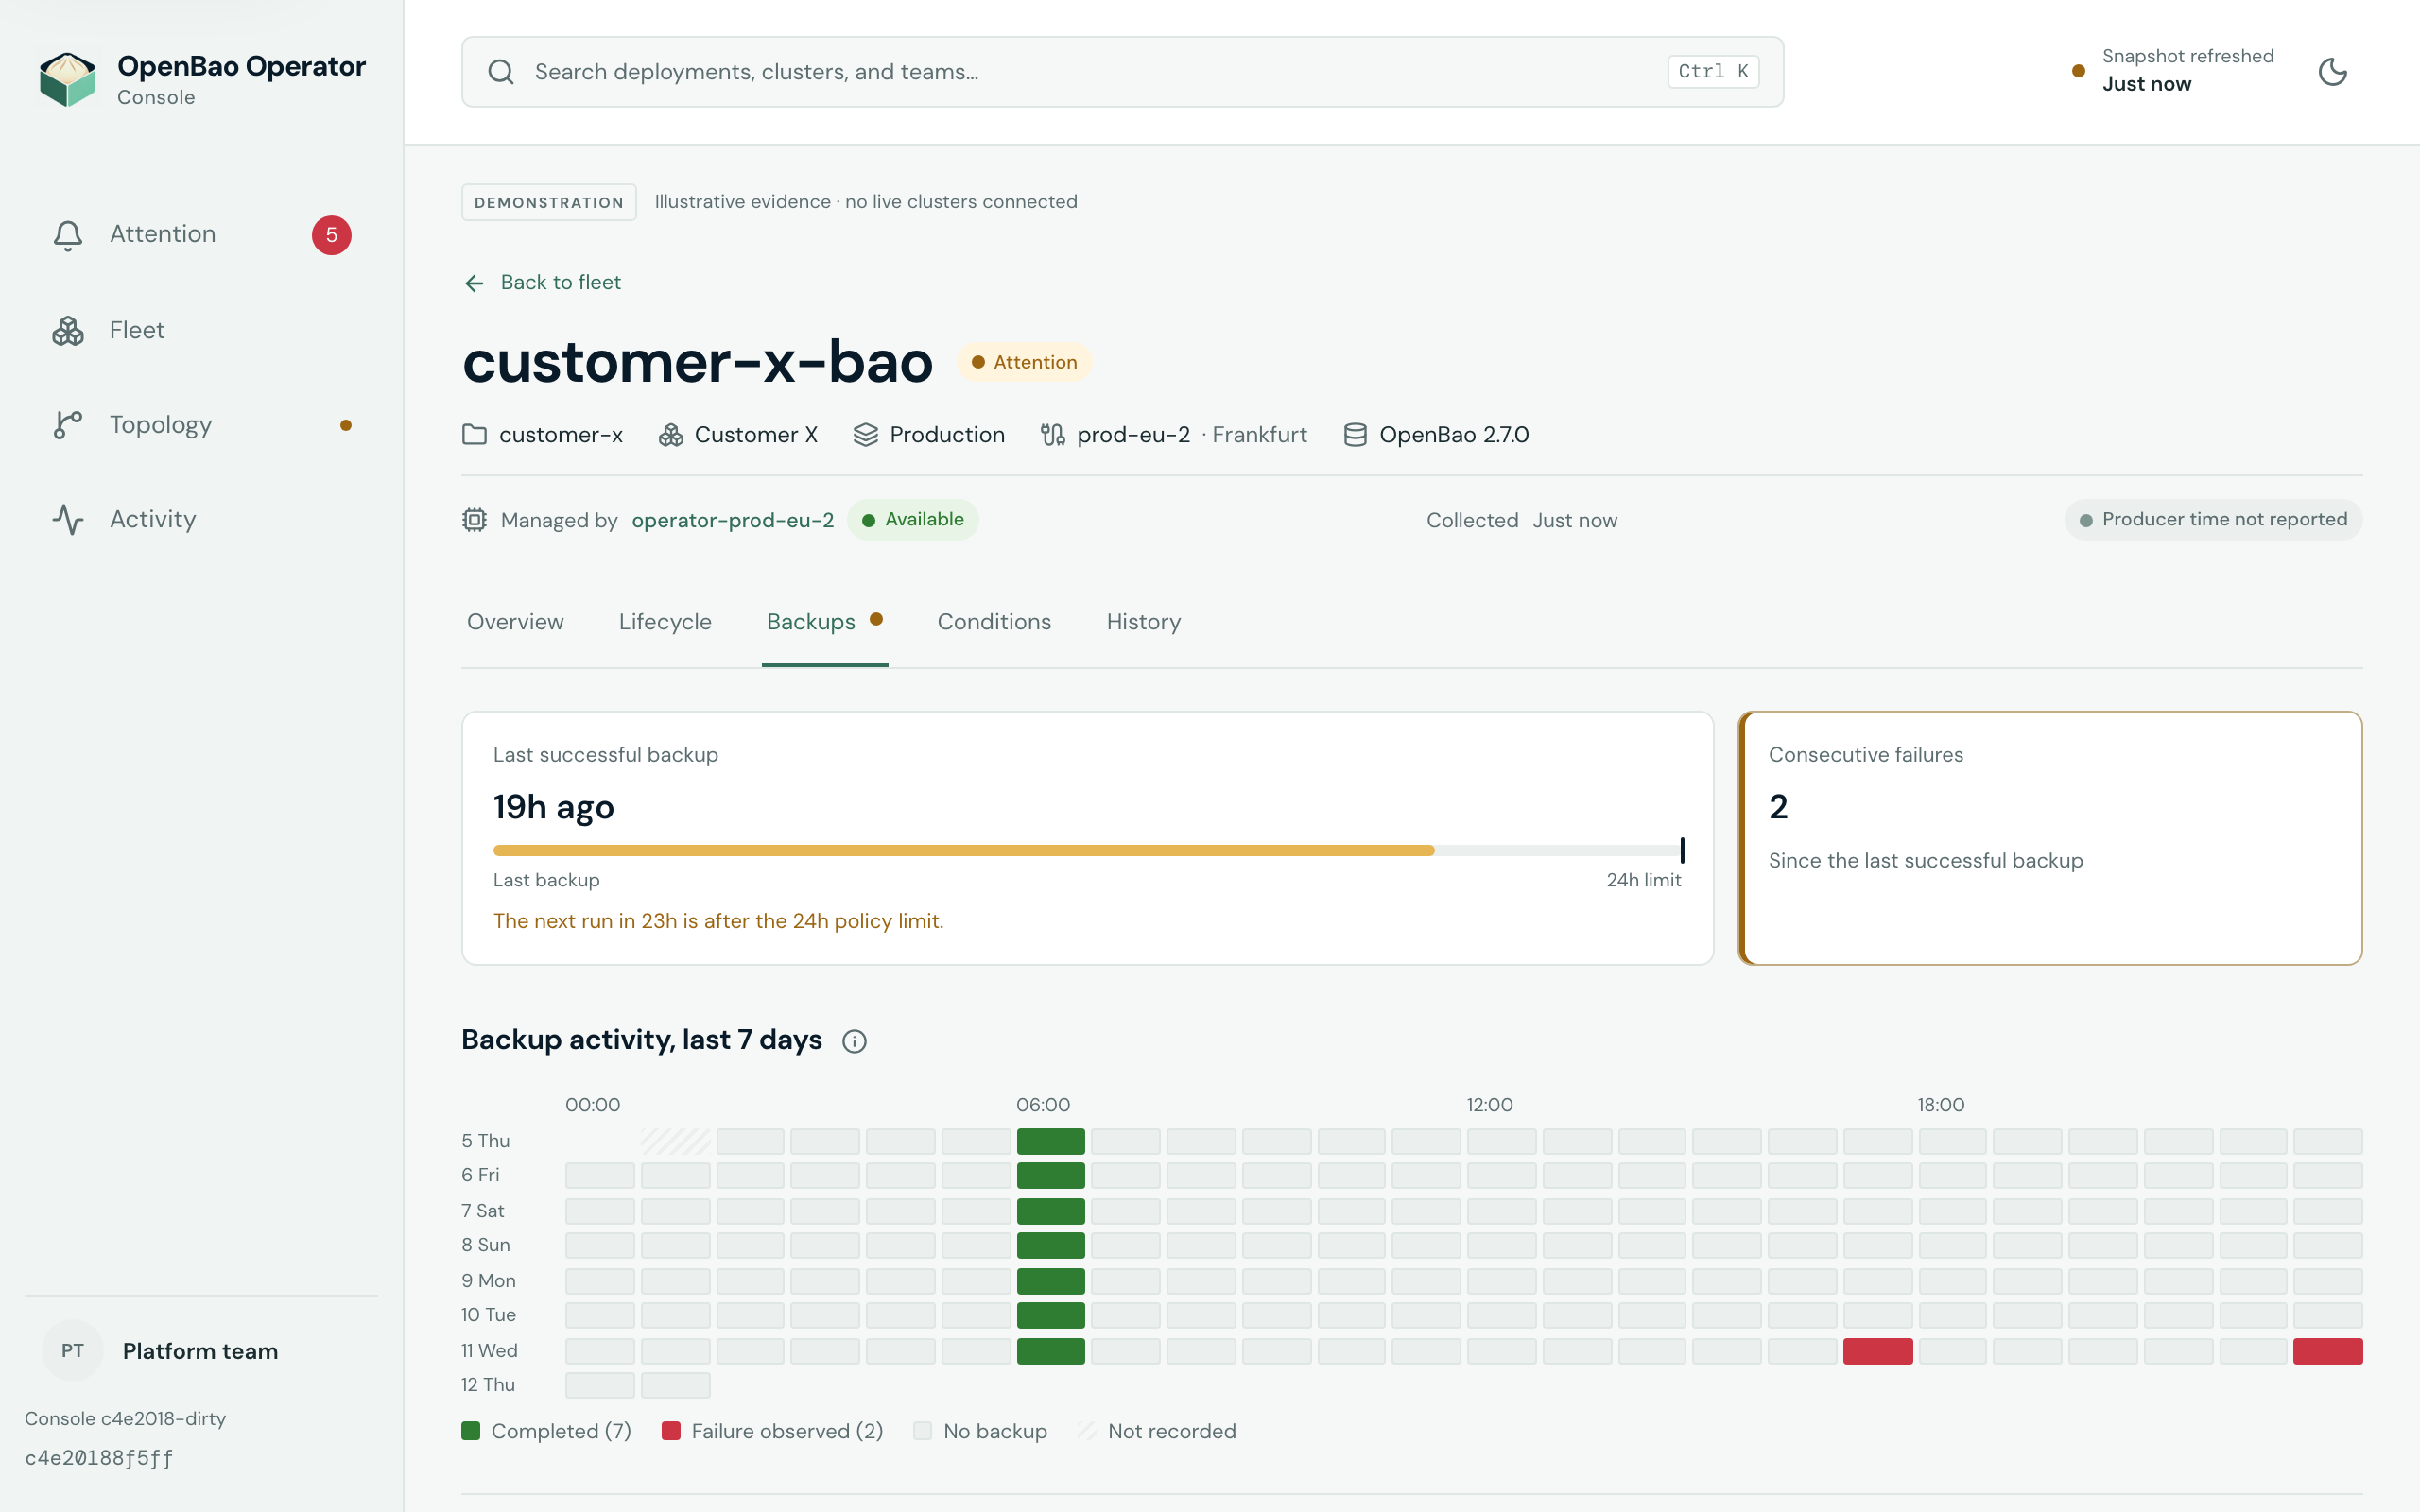 OpenBao Operator
Console
Search deployments, clusters, and teams...
Ctrl K
Snapshot refreshed
Just now
Attention
5
Fleet
Topology
Activity
DEMONSTRATION
Illustrative evidence · no live clusters connected
Back to fleet
customer-x-bao
Attention
customer-x
Customer X
Production
prod-eu-2 · Frankfurt
OpenBao 2.7.0
Managed by operator-prod-eu-2
Available
Collected Just now
Producer time not reported
Overview
Lifecycle
Backups
Conditions
History
Last successful backup
19h ago
Last backup
24h limit
The next run in 23h is after the 24h policy limit.
Consecutive failures
2
Since the last successful backup
Backup activity, last 7 days
00:00
06:00
12:00
18:00
5 Thu
6 Fri
7 Sat
8 Sun
9 Mon
10 Tue
11 Wed
12 Thu
Completed (7)
Failure observed (2)
No backup
Not recorded
PT
Platform team
Console c4e2018-dirty
c4e20188f5ff